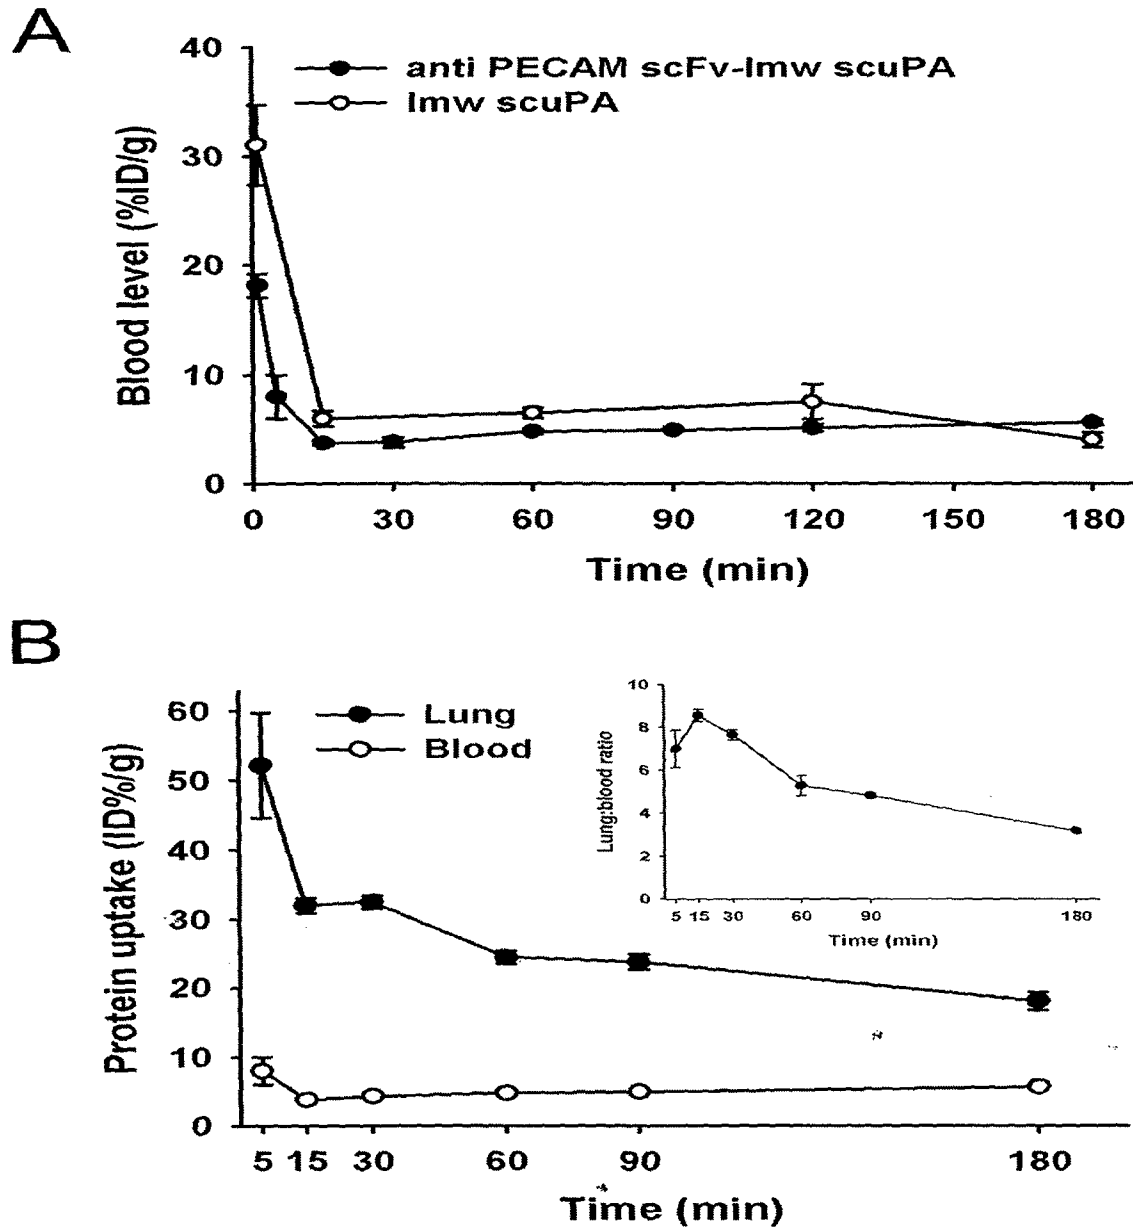 A
40
30
20
10
0
Blood level (%ID/g)
anti PECAM scFv-lmw scuPA
lmw scuPA
0 30 60 90 120 150 180
Time (min)
B
60
50
40
30
20
10
0
Protein uptake (ID%/g)
Lung
Blood
5 15 30 60 90 180
Time (min)
10
8
6
4
2
0
Lung:blood ratio
5 15 30 60 90 180
Time (min)